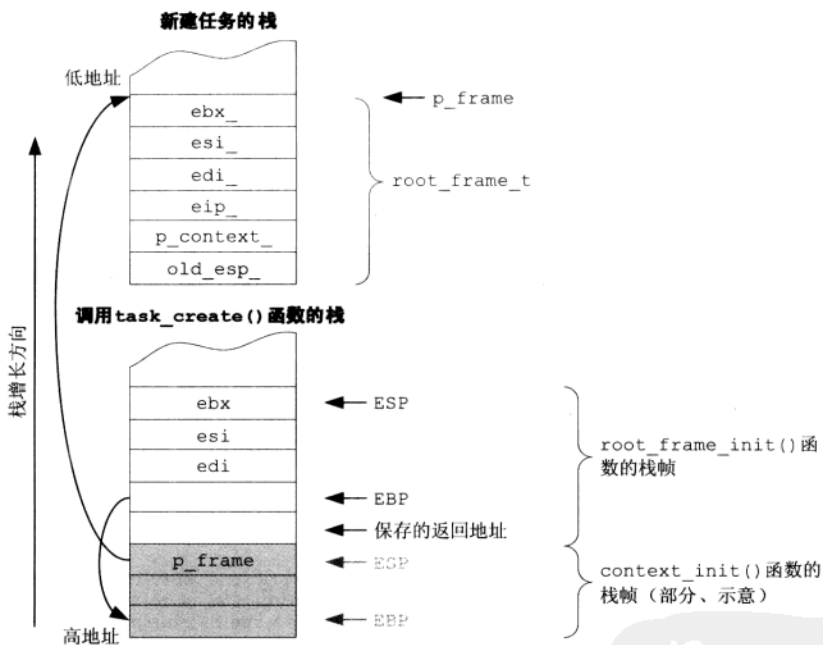 新建任务的栈
低地址
p_frame
ebx_
esi_
edi_
root_frame_t
eip_
p_context_
old_esp_
调用task_create()函数的栈
栈增长方向
ebx
ESP
esi
edi
root_frame_init()函
数的栈帧
EBP
保存的返回地址
p_frame
ESP
context_init()函数的
栈帧(部分、示意)
EBP
高地址